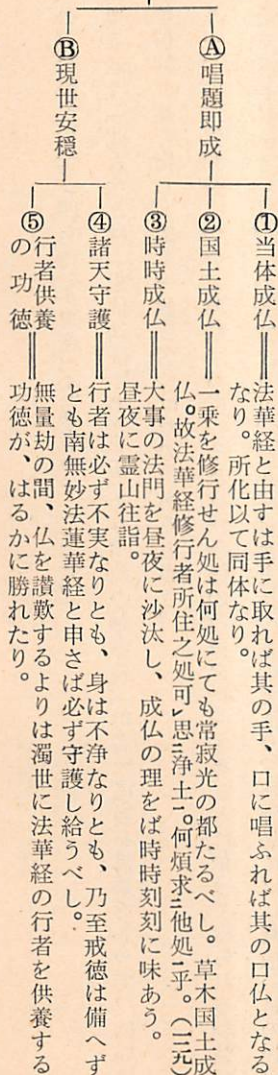 Ⓐ唱題即成
①当体成仏＝法華経と由すは手に取れば其の手、口に唱ふれば其の口仏となる
なり。所化以て同体なり。
②国土成仏＝一乗を修行せん処は何処にても常寂光の都たるべし。草木国土成
仏。故法華経修行者所住之処可レ思二浄土一。何煩求二他処一乎。（一三九）
③時時成仏＝大事の法門を昼夜に沙汰し、成仏の理をば時時刻刻に味あう。
昼夜に霊山往詣。
Ⓑ現世安穏
④諸天守護＝行者は必ず不実なりとも、身は不浄なりとも、乃至戒徳は備へず
とも南無妙法蓮華経と申さば必ず守護し給うべし。
⑤行者供養
の功徳＝無量劫の間、仏を讃歎するよりは濁世に法華経の行者を供養する
功徳が、はるかに勝れたり。